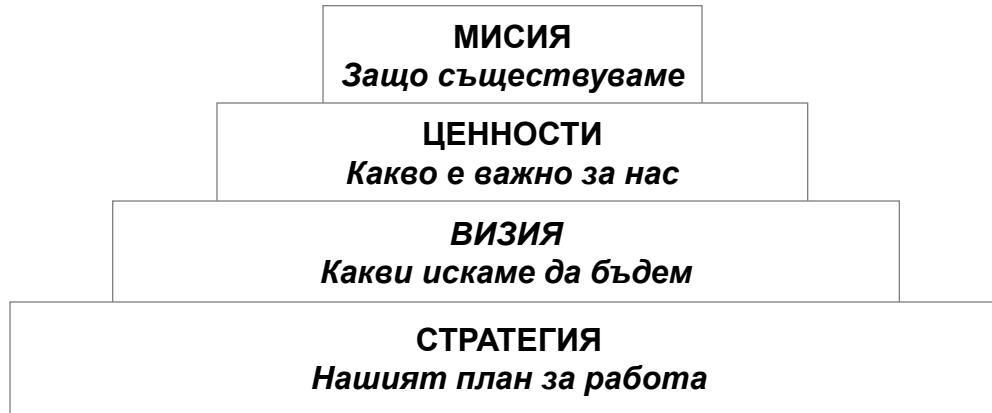 МИСИЯ
Защо съществуваме
ЦЕННОСТИ
Какво е важно за нас
ВИЗИЯ
Какви искаме да бъдем
СТРАТЕГИЯ
Нашият план за работа